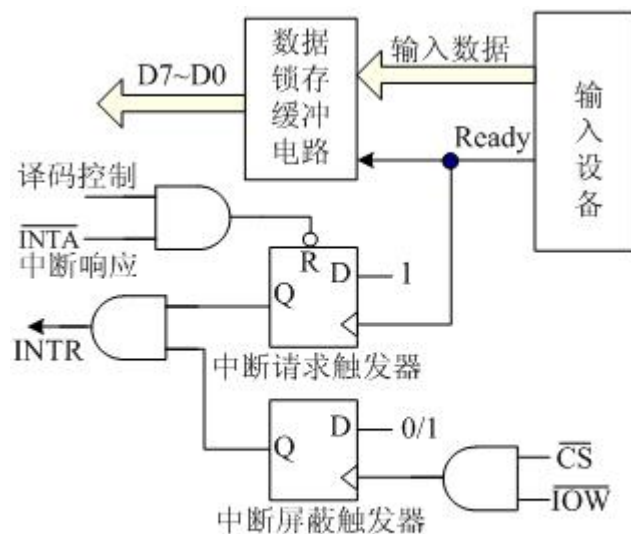 数据
锁存
缓冲
电路
输入数据
D7~D0
输入设备
Ready
译码控制
INTA
中断响应
R
D
1
Q
INTR
中断请求触发器
D
0/1
Q
CS
IOW
中断屏蔽触发器